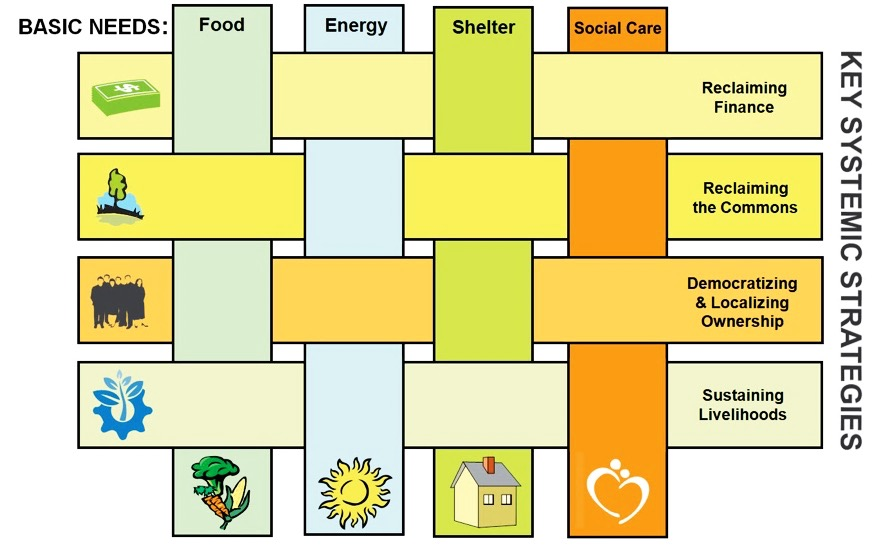 BASIC NEEDS:
Food
Energy
Shelter
Social Care
$
Reclaiming
Finance
Reclaiming
the Commons
Democratizing
& Localizing
Ownership
Sustaining
Livelihoods
KEY SYSTEMIC STRATEGIES